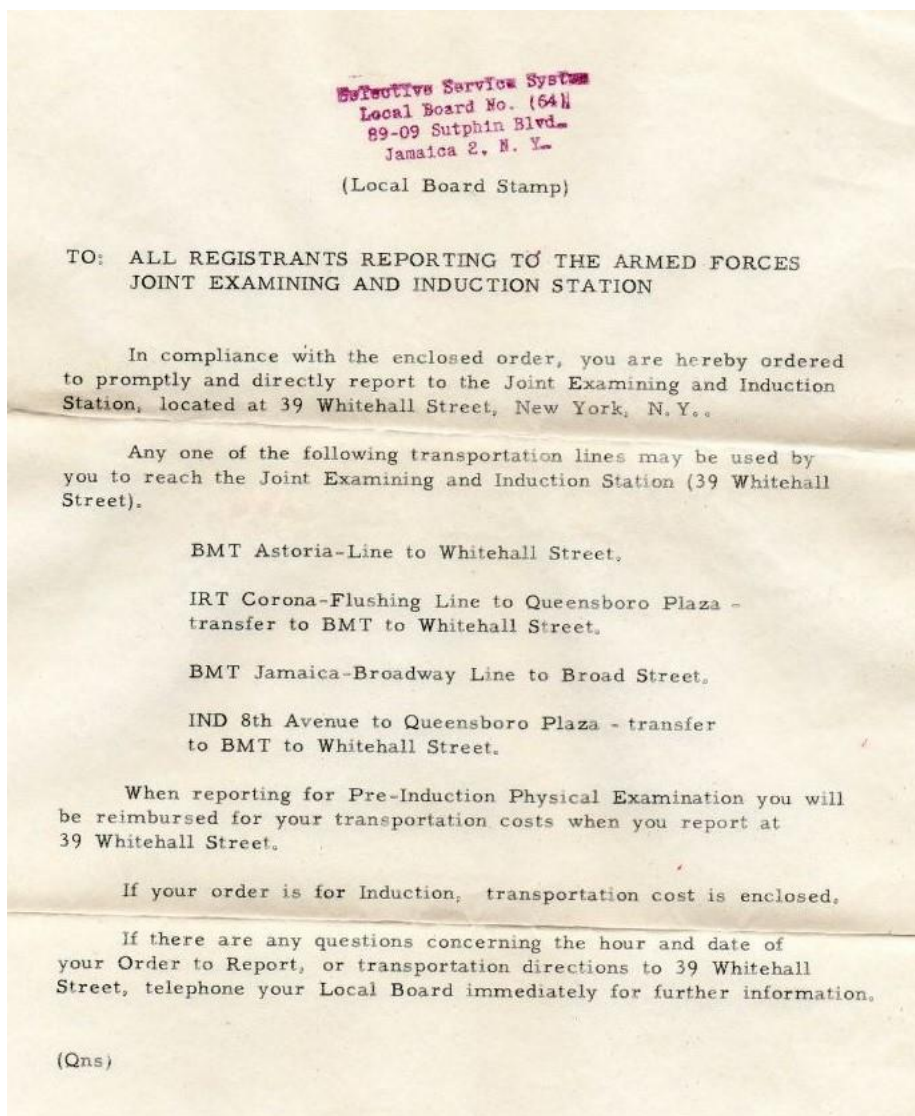 Selective Service System
Local Board No. (64)
89-09 Sutphin Blvd.
Jamaica 2, N. Y.
(Local Board Stamp)
TO: ALL REGISTRANTS REPORTING TO THE ARMED FORCES
JOINT EXAMINING AND INDUCTION STATION
In compliance with the enclosed order, you are hereby ordered
to promptly and directly report to the Joint Examining and Induction
Station, located at 39 Whitehall Street, New York, N.Y..
Any one of the following transportation lines may be used by
you to reach the Joint Examining and Induction Station (39 Whitehall
Street).
BMT Astoria-Line to Whitehall Street.
IRT Corona-Flushing Line to Queensboro Plaza -
transfer to BMT to Whitehall Street.
BMT Jamaica-Broadway Line to Broad Street.
IND 8th Avenue to Queensboro Plaza - transfer
to BMT to Whitehall Street.
When reporting for Pre-Induction Physical Examination you will
be reimbursed for your transportation costs when you report at
39 Whitehall Street.
If your order is for Induction, transportation cost is enclosed.
If there are any questions concerning the hour and date of
your Order to Report, or transportation directions to 39 Whitehall
Street, telephone your Local Board immediately for further information.
(Qns)